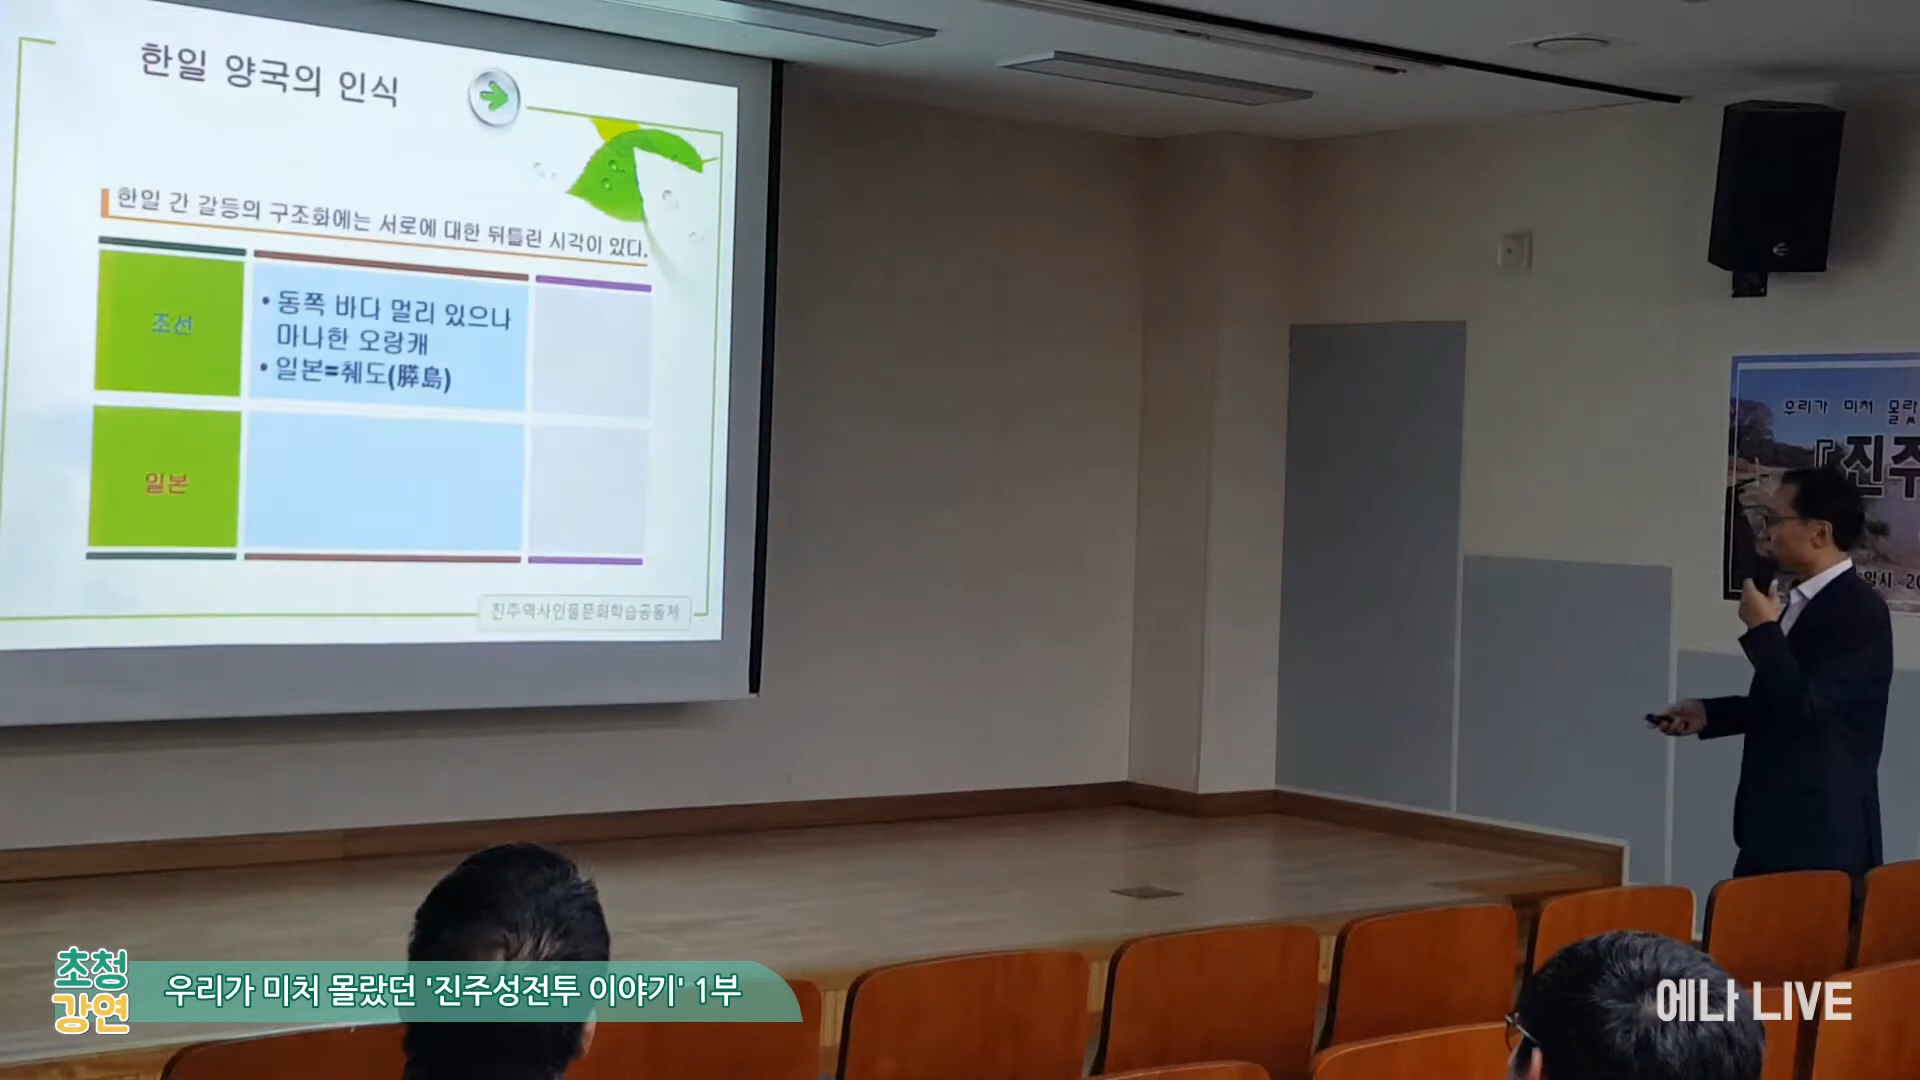 한일 양국의 인식
한일 간 갈등의 구조화에는 서로에 대한 뒤틀린 시각이 있다.
조선
• 동쪽 바다 멀리 있으나
마나한 오랑캐
• 일본=췌도(膵島)
일본
진주역사인물문화학습공동체
우리가 미처 몰랐
『진주
일시 20
초청
강연
우리가 미처 몰랐던 '진주성전투 이야기' 1부
에나 LIVE